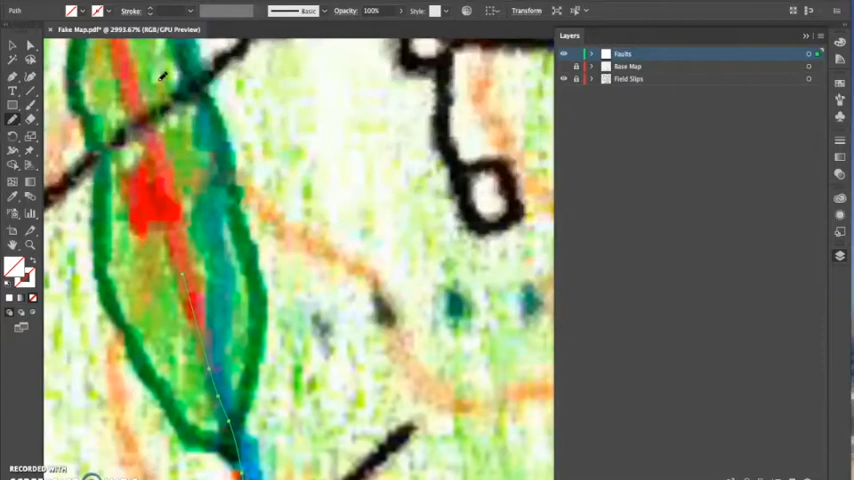 Path
Stroke:
Basic
Opacity: 100%
Style:
Transform
× Fake Map.pdf* @ 2993.67% (RGB/GPU Preview)
Layers
Faults
Base Map
Field Slips
RECORDED WITH